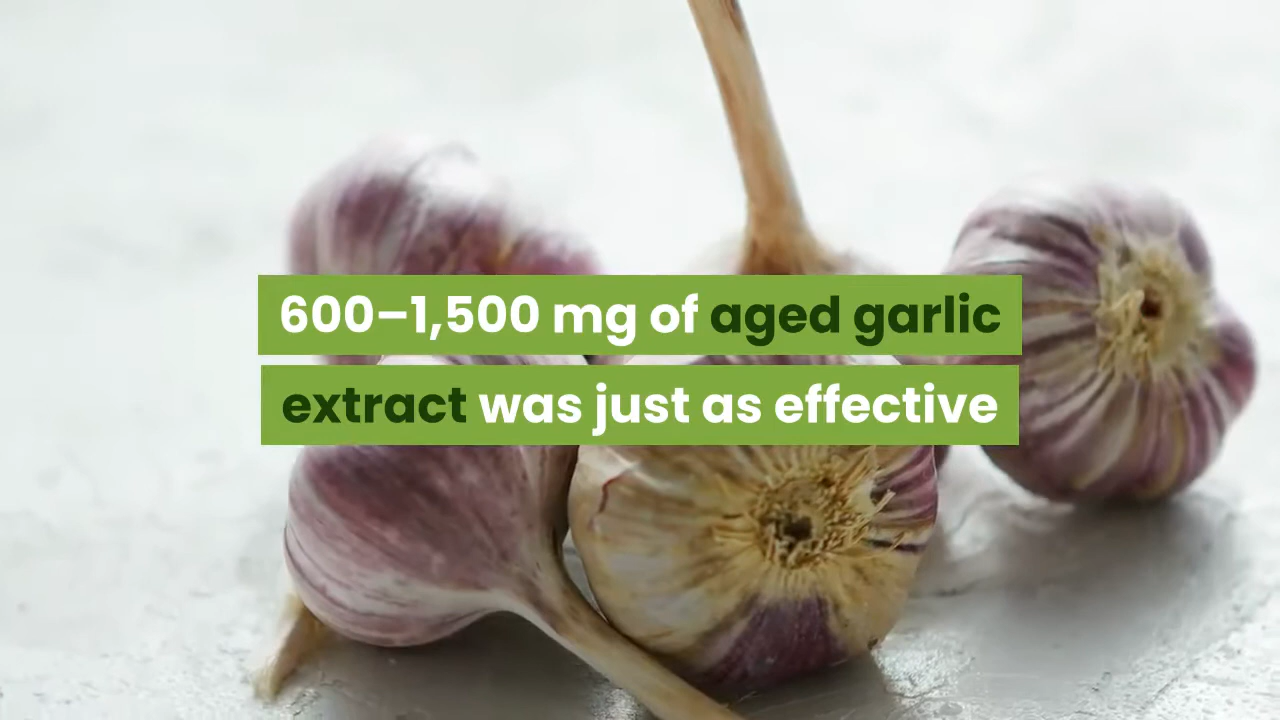 600–1,500 mg of aged garlic
extract was just as effective